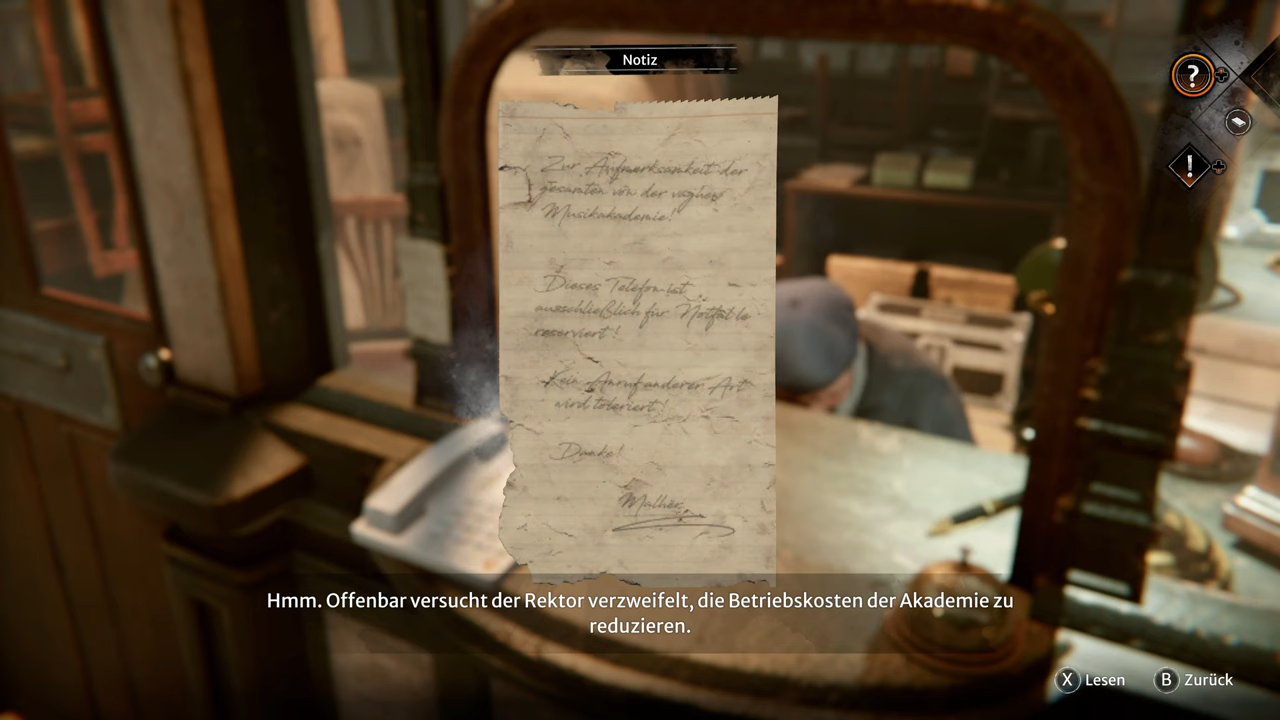 Notiz
Zur Aufmerksamkeit der
gesamten von der
Musikakademie!
Dieses Telefon ist
ausschließlich für Notfälle
reserviert!
Kein Anruf anderer Art
wird toleriert!
Danke!
Malher
Hmm. Offenbar versucht der Rektor verzweifelt, die Betriebskosten der Akademie zu
reduzieren.
X Lesen B Zurück